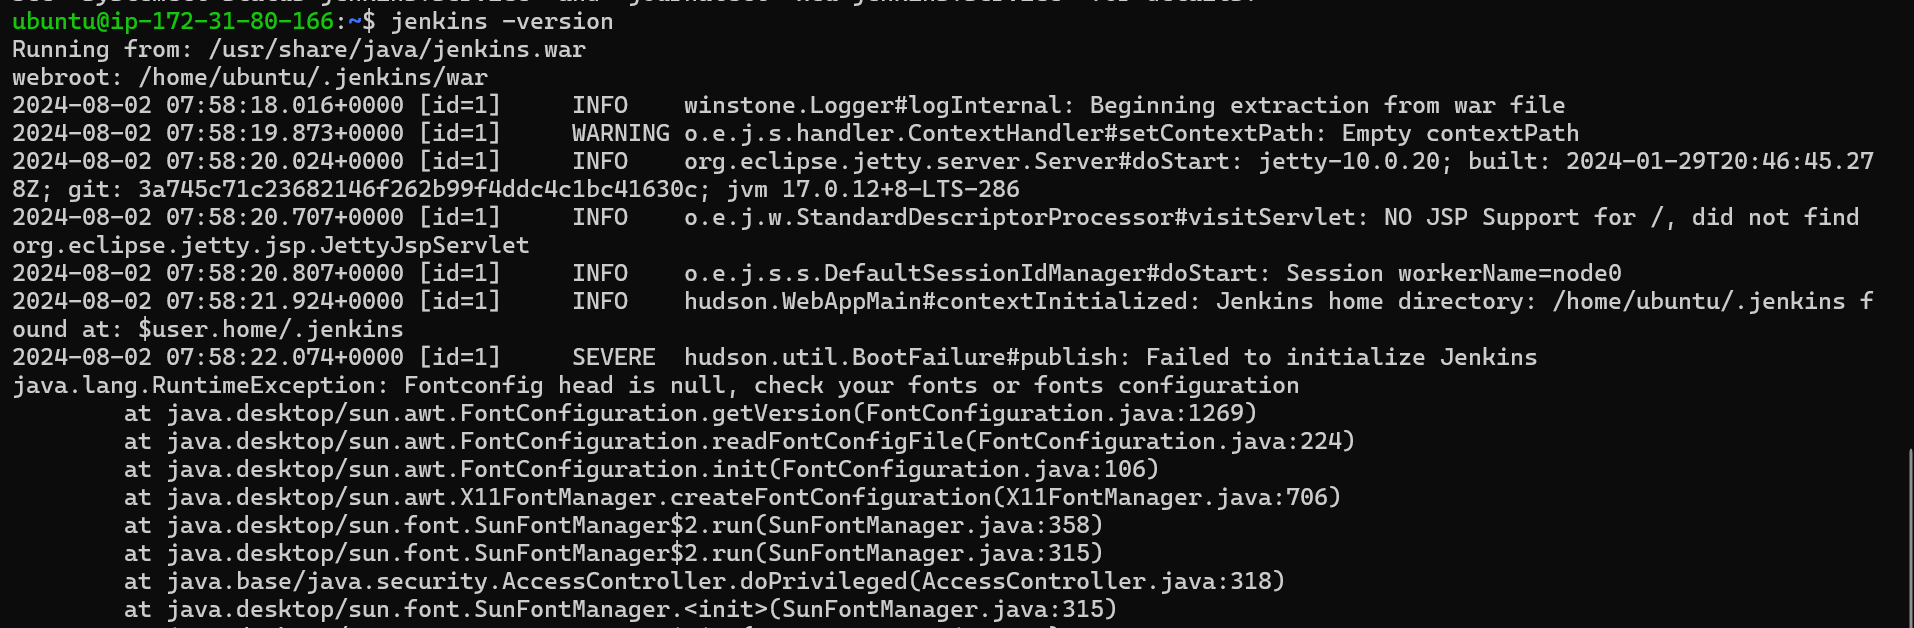 ubuntu@ip-172-31-80-166:~$ jenkins -version
Running from: /usr/share/java/jenkins.war
webroot: /home/ubuntu/.jenkins/war
2024-08-02 07:58:18.016+0000 [id=1]     INFO    winstone.Logger#logInternal: Beginning extraction from war file
2024-08-02 07:58:19.873+0000 [id=1]     WARNING o.e.j.s.handler.ContextHandler#setContextPath: Empty contextPath
2024-08-02 07:58:20.024+0000 [id=1]     INFO    org.eclipse.jetty.server.Server#doStart: jetty-10.0.20; built: 2024-01-29T20:46:45.27
8Z; git: 3a745c71c23682146f262b99f4ddc4c1bc41630c; jvm 17.0.12+8-LTS-286
2024-08-02 07:58:20.707+0000 [id=1]     INFO    o.e.j.w.StandardDescriptorProcessor#visitServlet: NO JSP Support for /, did not find
org.eclipse.jetty.jsp.JettyJspServlet
2024-08-02 07:58:20.807+0000 [id=1]     INFO    o.e.j.s.s.DefaultSessionIdManager#doStart: Session workerName=node0
2024-08-02 07:58:21.924+0000 [id=1]     INFO    hudson.WebAppMain#contextInitialized: Jenkins home directory: /home/ubuntu/.jenkins f
ound at: $user.home/.jenkins
2024-08-02 07:58:22.074+0000 [id=1]     SEVERE  hudson.util.BootFailure#publish: Failed to initialize Jenkins
java.lang.RuntimeException: Fontconfig head is null, check your fonts or fonts configuration
        at java.desktop/sun.awt.FontConfiguration.getVersion(FontConfiguration.java:1269)
        at java.desktop/sun.awt.FontConfiguration.readFontConfigFile(FontConfiguration.java:224)
        at java.desktop/sun.awt.FontConfiguration.init(FontConfiguration.java:106)
        at java.desktop/sun.awt.X11FontManager.createFontConfiguration(X11FontManager.java:706)
        at java.desktop/sun.font.SunFontManager$2.run(SunFontManager.java:358)
        at java.desktop/sun.font.SunFontManager$2.run(SunFontManager.java:315)
        at java.base/java.security.AccessController.doPrivileged(AccessController.java:318)
        at java.desktop/sun.font.SunFontManager.<init>(SunFontManager.java:315)